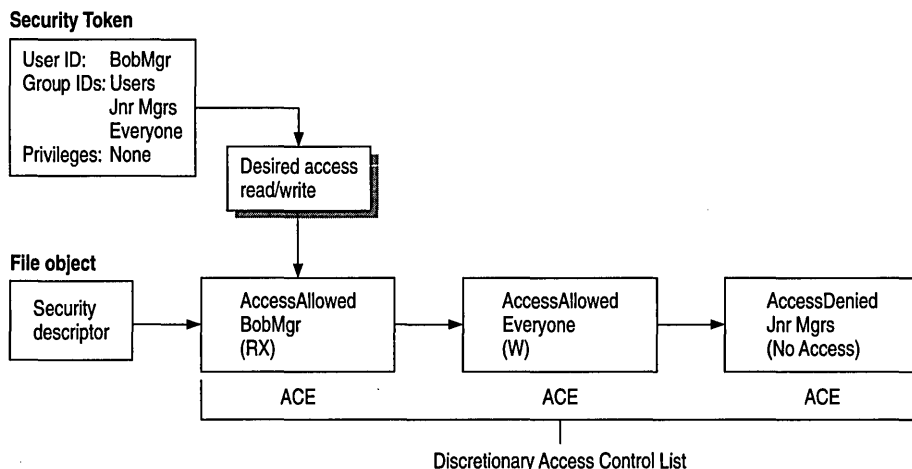 Security Token
User ID: BobMgr
Group IDs: Users
Jnr Mgrs
Everyone
Privileges: None
Desired access
read/write
File object
Security
descriptor
AccessAllowed
BobMgr
(RX)
AccessAllowed
Everyone
(W)
AccessDenied
Jnr Mgrs
(No Access)
ACE
ACE
ACE
Discretionary Access Control List